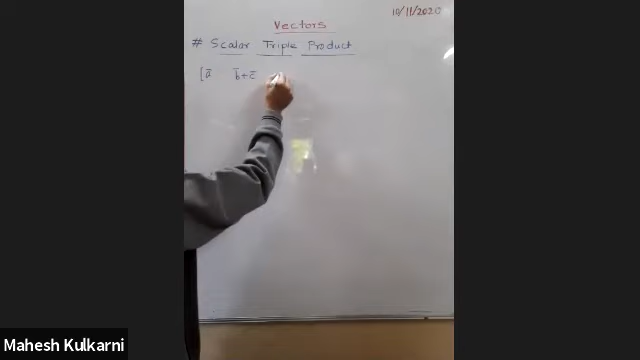 10/11/2020
Vectors
# Scalar Triple Product
[a̅ b̅+c̅
Mahesh Kulkarni